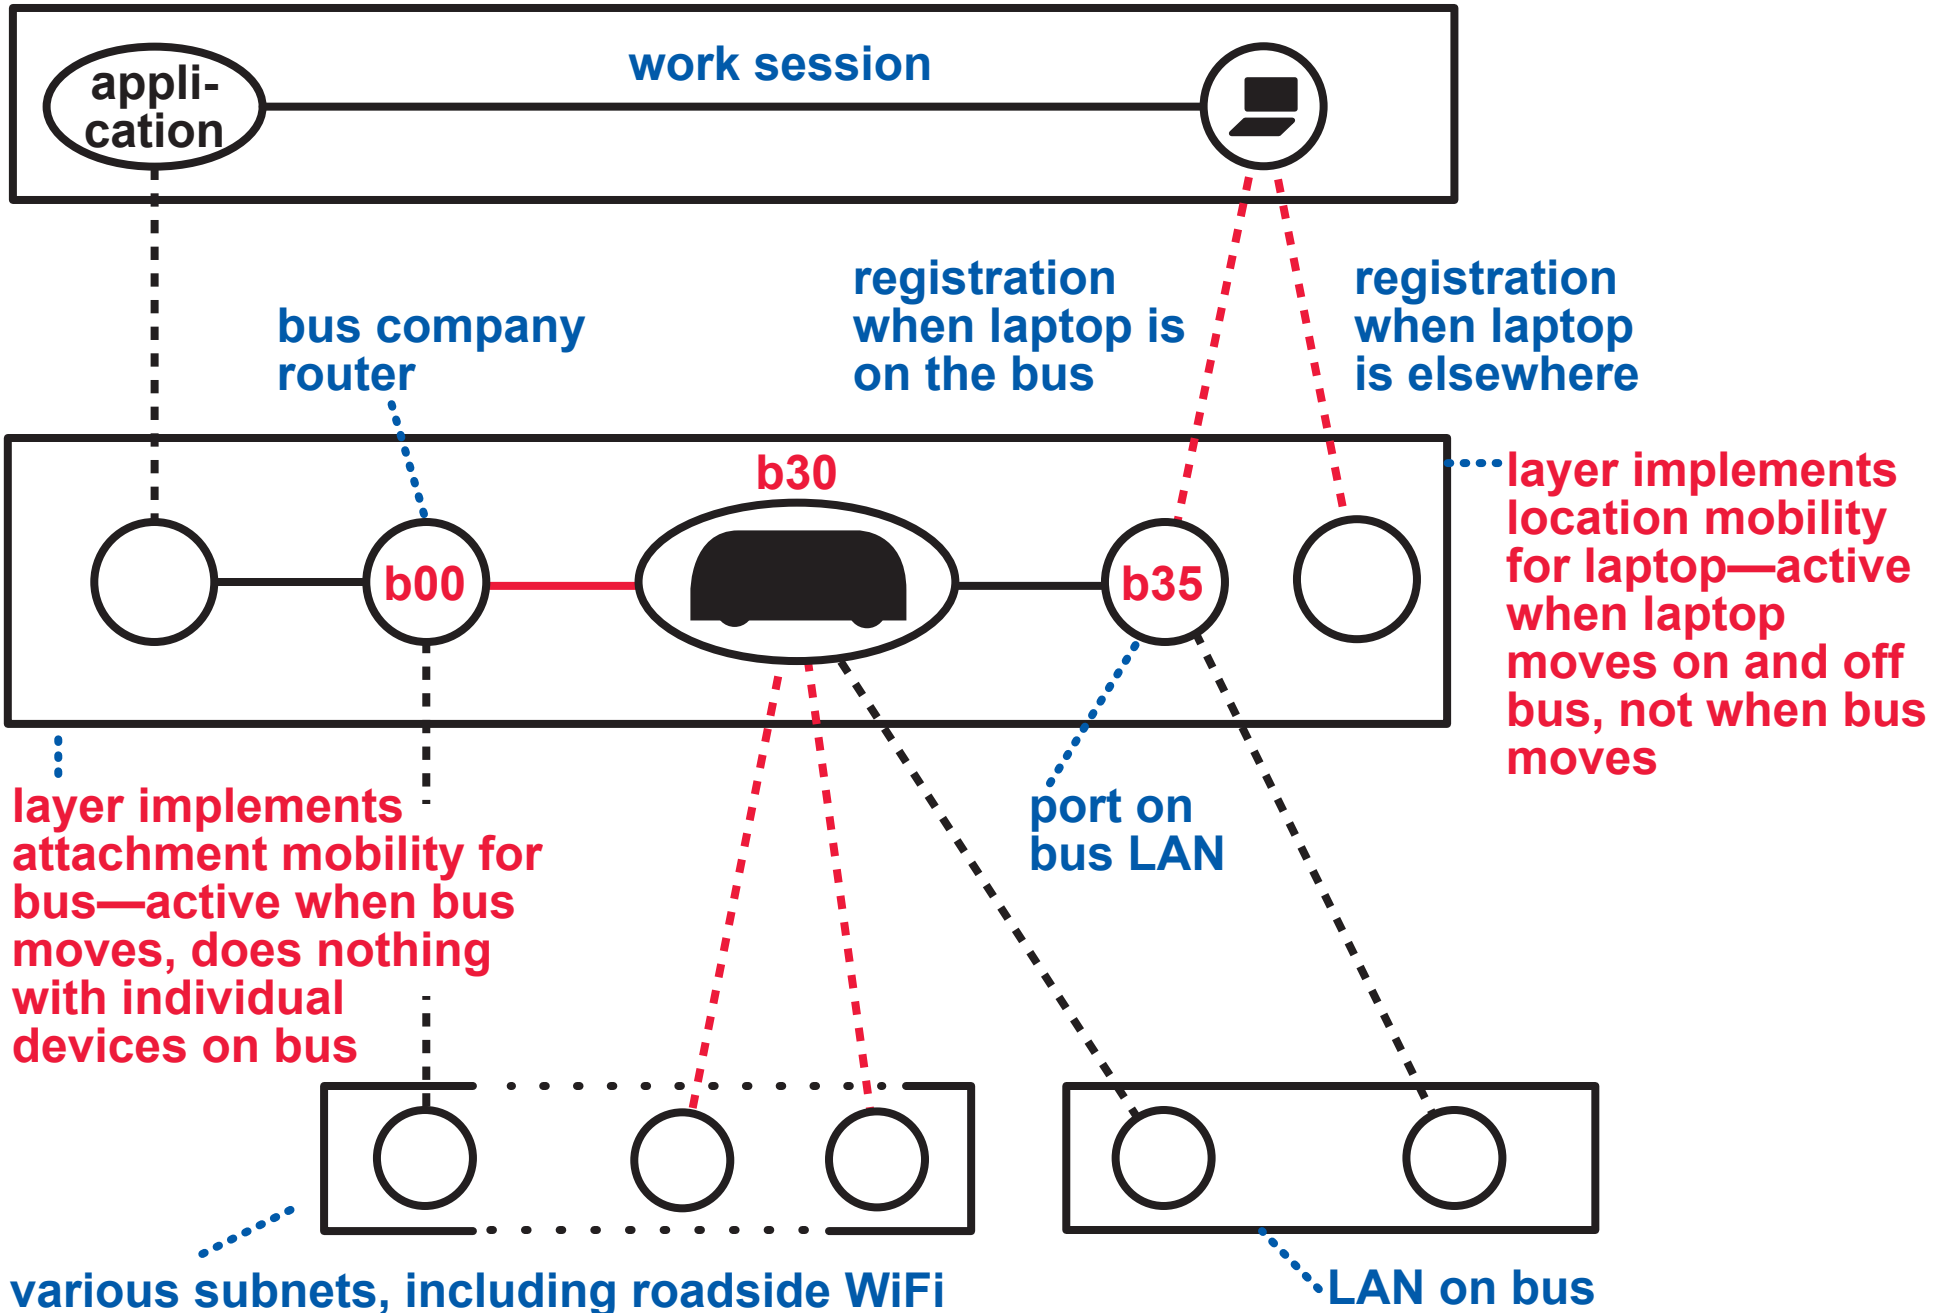 appli-
cation
work session
bus company
router
registration
when laptop is
on the bus
registration
when laptop
is elsewhere
b30
b00
b35
layer implements
location mobility
for laptop—active
when laptop
moves on and off
bus, not when bus
moves
layer implements
attachment mobility for
bus—active when bus
moves, does nothing
with individual
devices on bus
port on
bus LAN
various subnets, including roadside WiFi
LAN on bus